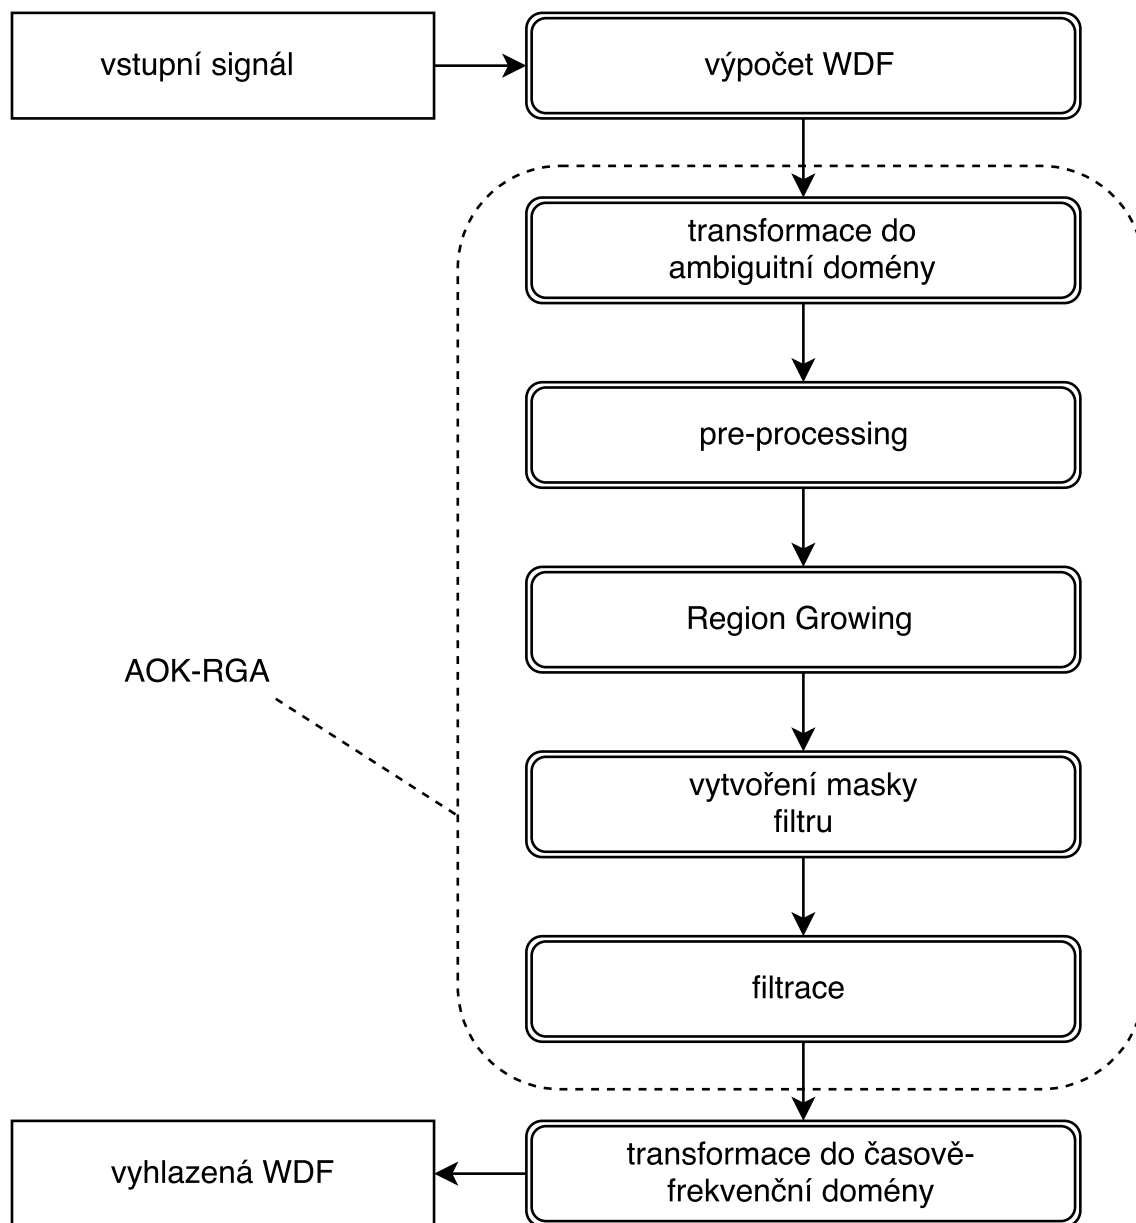 vstupní signál
výpočet WDF
transformace do
ambiguitní domény
pre-processing
Region Growing
AOK-RGA
vytvoření masky
filtru
filtrace
transformace do časově-
frekvenční domény
vyhlazená WDF